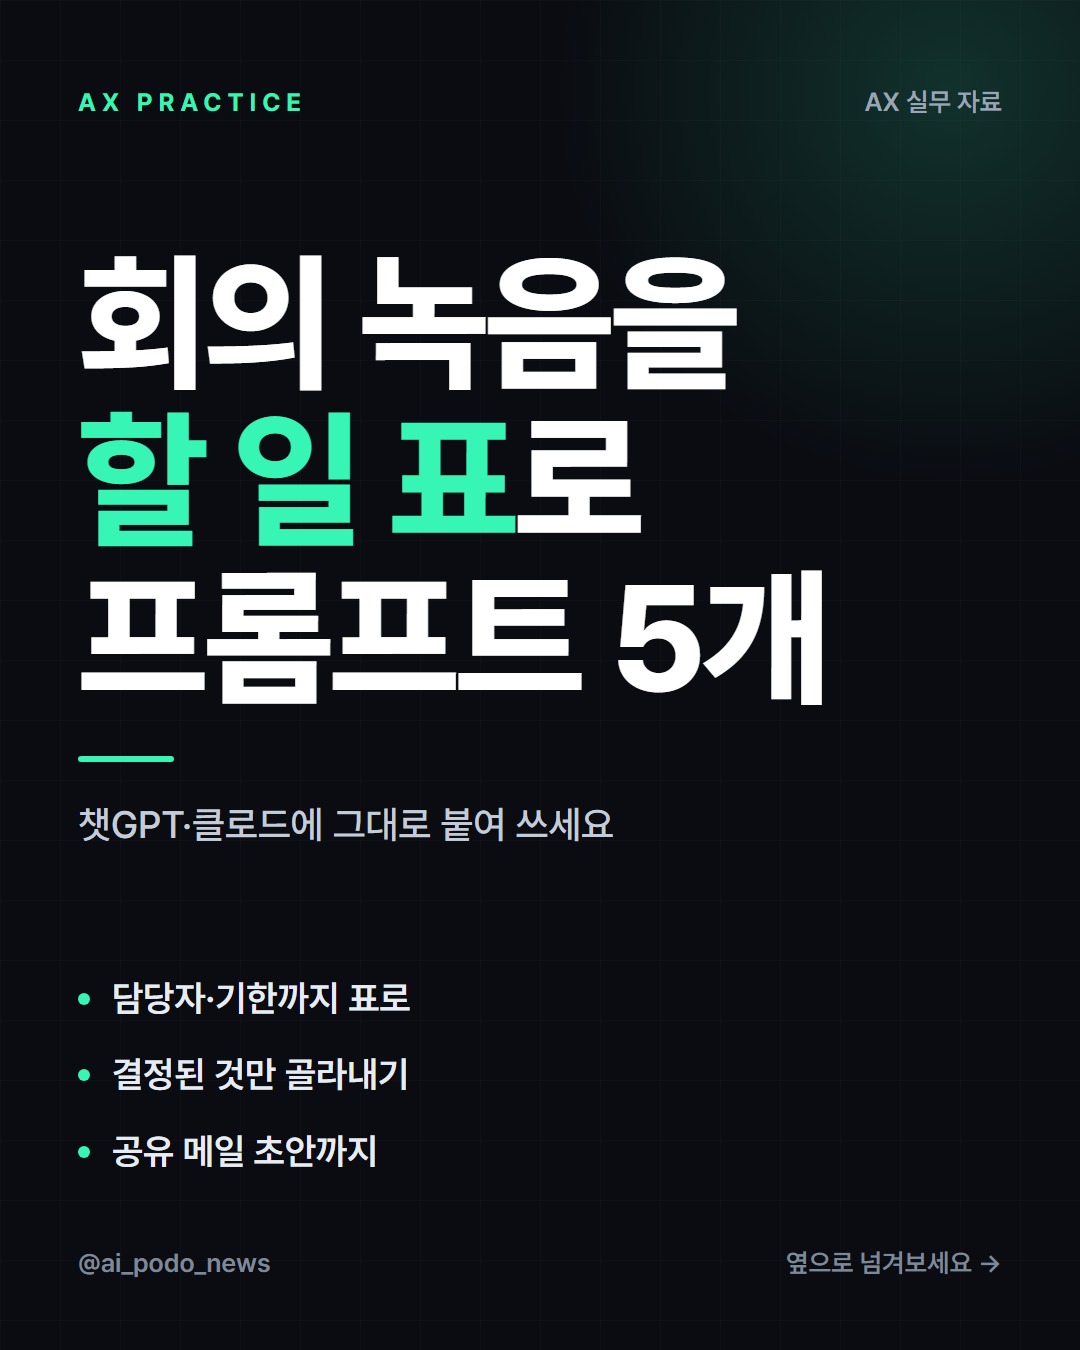 AX PRACTICE
AX 실무 자료
회의 녹음을
할 일 표로
프롬프트 5개
챗GPT·클로드에 그대로 붙여 쓰세요
담당자·기한까지 표로
결정된 것만 골라내기
공유 메일 초안까지
@ai_podo_news
옆으로 넘겨보세요 →